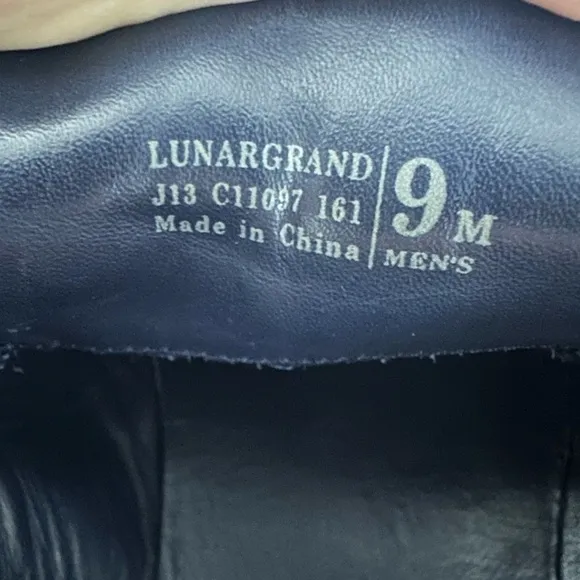 LUNARGRAND
J13 C11097 161
Made in China
9 M
MEN'S